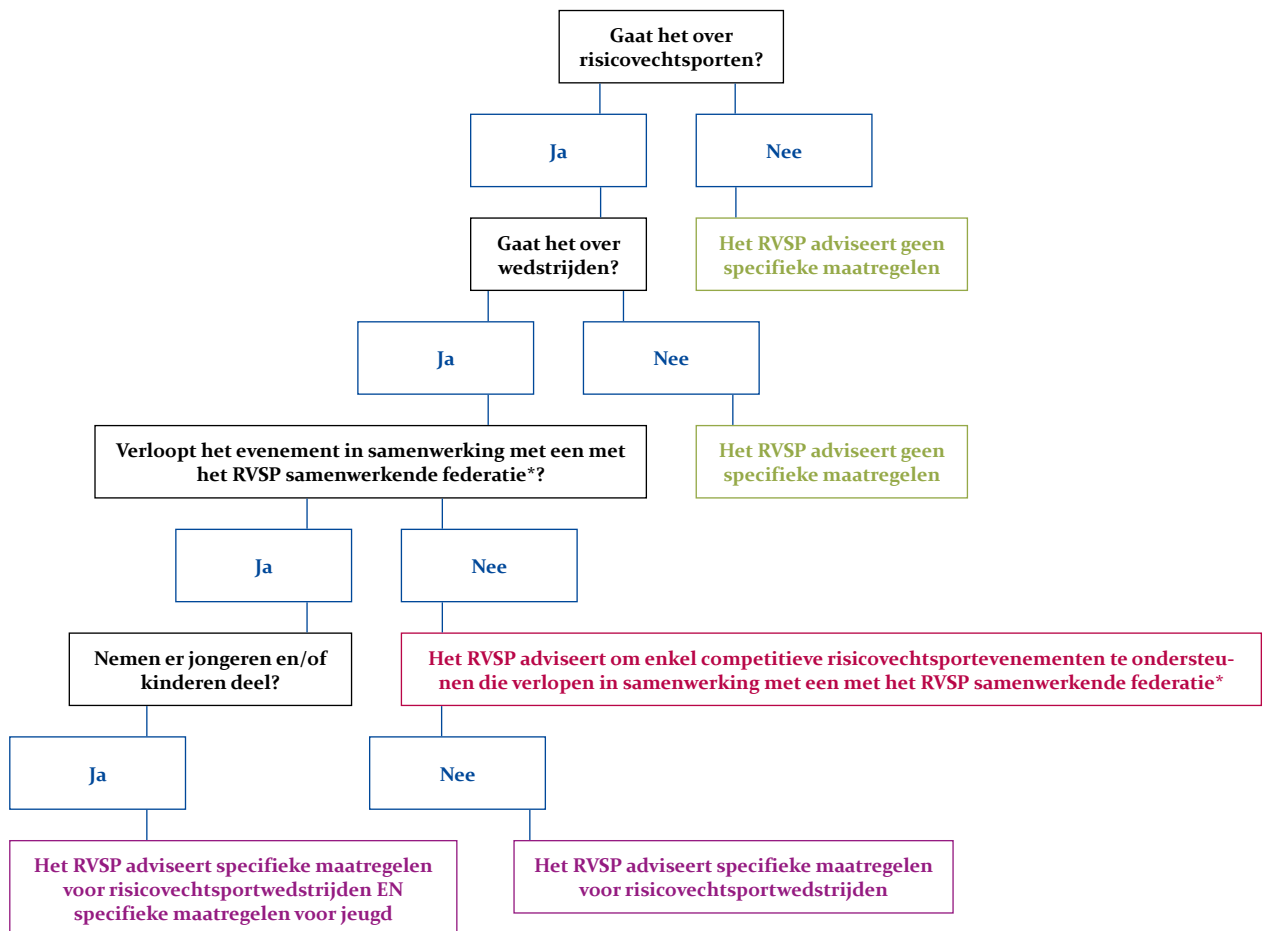 Gaat het over
risicovechtsporten?
Ja
Nee
Gaat het over
wedstrijden?
Het RVSP adviseert geen
specifieke maatregelen
Ja
Nee
Verloopt het evenement in samenwerking met een met
het RVSP samenwerkende federatie*?
Het RVSP adviseert geen
specifieke maatregelen
Ja
Nee
Nemen er jongeren en/of
kinderen deel?
Het RVSP adviseert om enkel competitieve risicovechtsportevenementen te ondersteu-
nen die verlopen in samenwerking met een met het RVSP samenwerkende federatie*
Ja
Nee
Het RVSP adviseert specifieke maatregelen
voor risicovechtsportwedstrijden EN
specifieke maatregelen voor jeugd
Het RVSP adviseert specifieke maatregelen
voor risicovechtsportwedstrijden